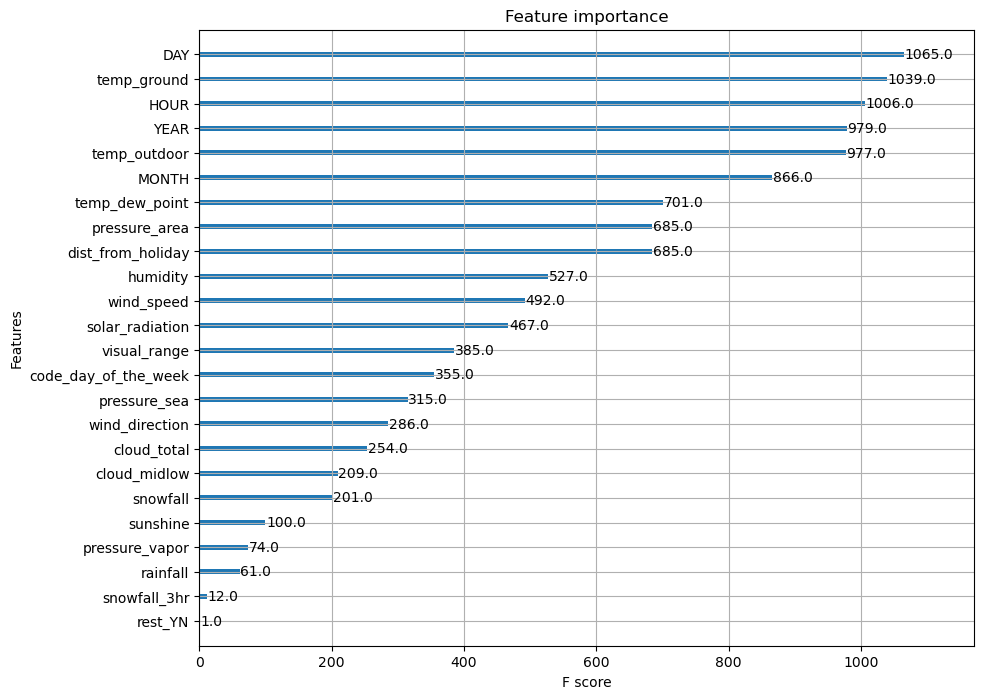 Feature importance
DAY 1065.0
temp_ground 1039.0
HOUR 1006.0
YEAR 979.0
temp_outdoor 977.0
MONTH 866.0
temp_dew_point 701.0
pressure_area 685.0
dist_from_holiday 685.0
humidity 527.0
wind_speed 492.0
solar_radiation 467.0
visual_range 385.0
code_day_of_the_week 355.0
pressure_sea 315.0
wind_direction 286.0
cloud_total 254.0
cloud_midlow 209.0
snowfall 201.0
sunshine 100.0
pressure_vapor 74.0
rainfall 61.0
snowfall_3hr 12.0
rest_YN 1.0
Features
0 200 400 600 800 1000
F score